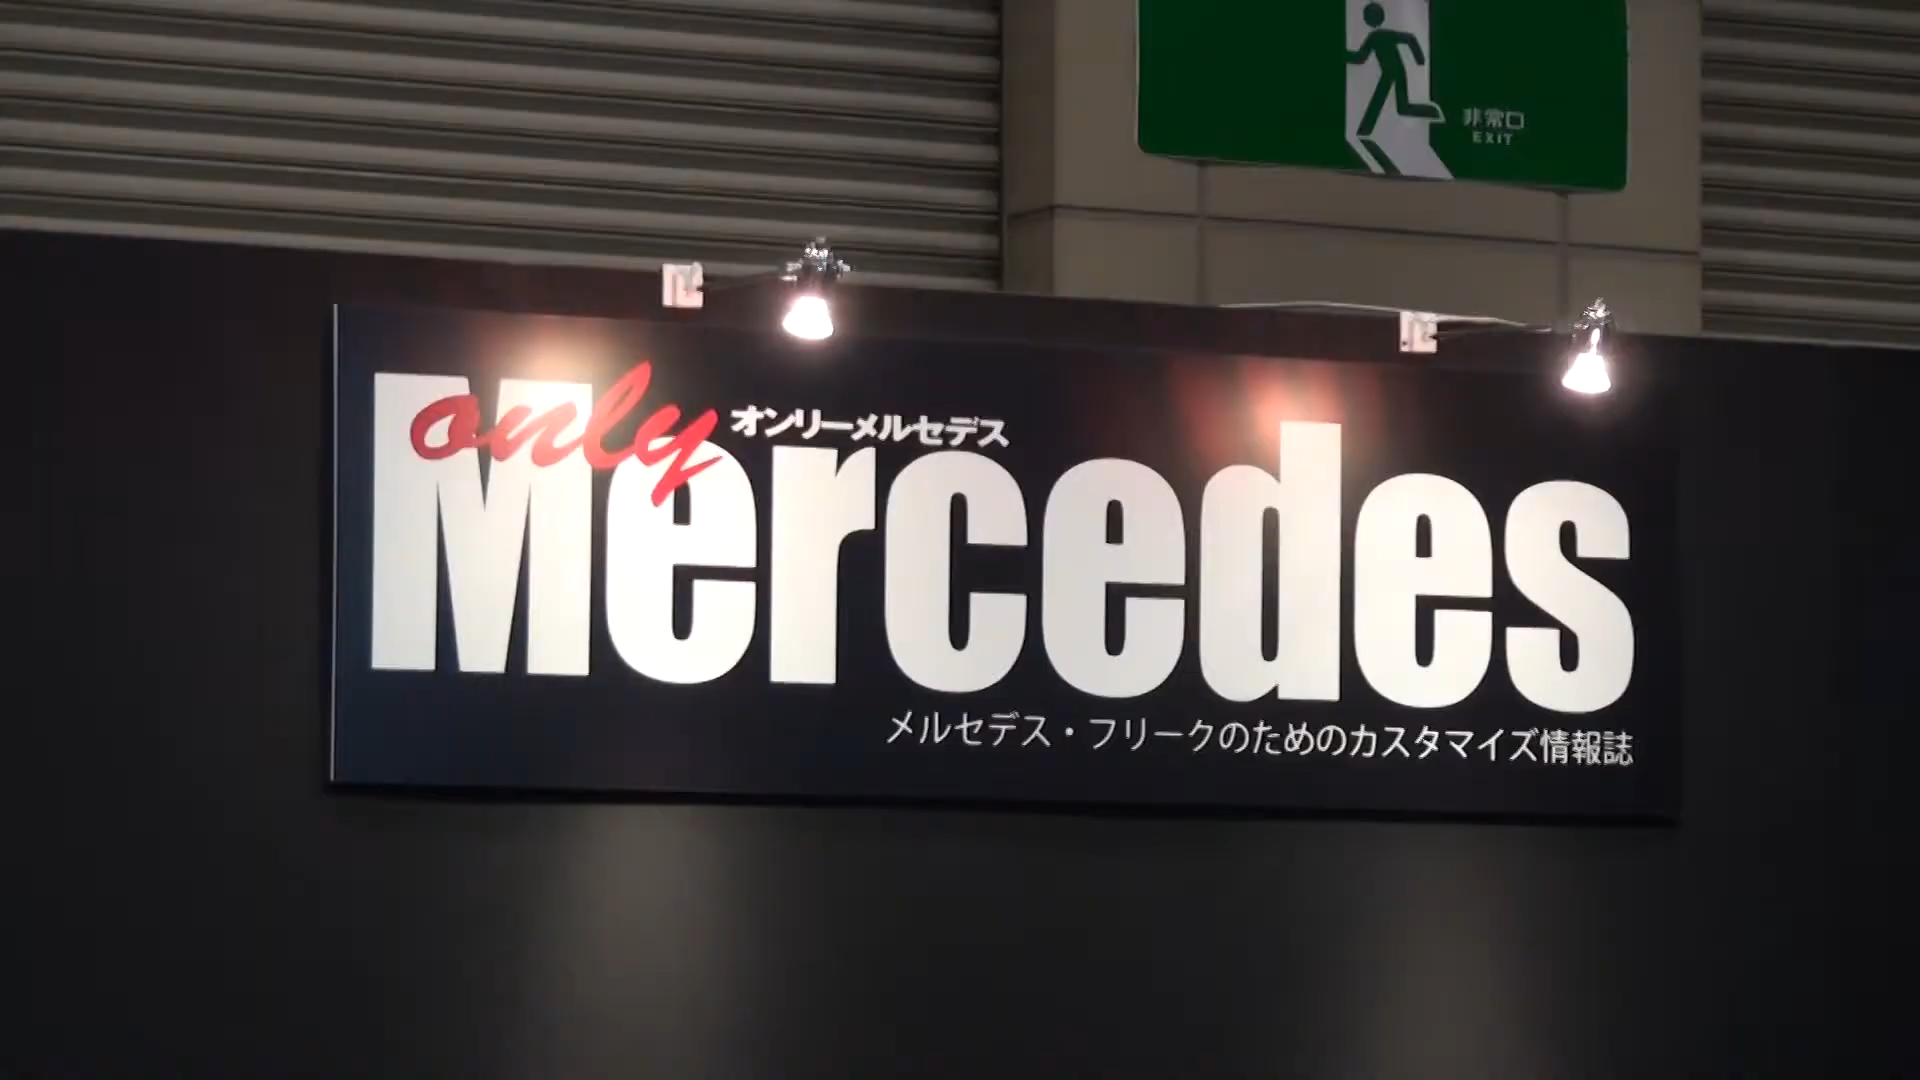 非常口
EXIT
only
オンリーメルセデス
Mercedes
メルセデス・フリークのためのカスタマイズ情報誌